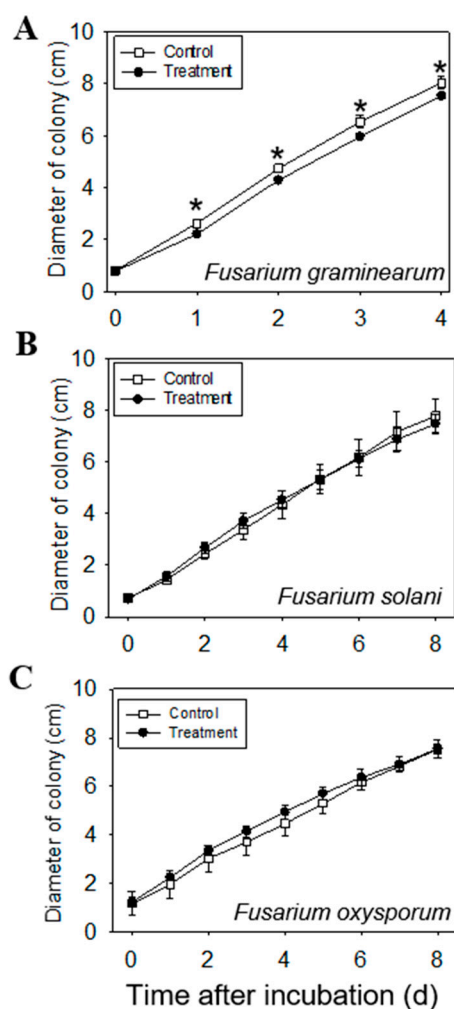 A
Control
Treatment
* * * *
Diameter of colony (cm)
10
8
6
4
2
0
Fusarium graminearum
0 1 2 3 4
B
Control
Treatment
Diameter of colony (cm)
10
8
6
4
2
0
Fusarium solani
0 2 4 6 8
C
Control
Treatment
Diameter of colony (cm)
10
8
6
4
2
0
Fusarium oxysporum
0 2 4 6 8
Time after incubation (d)